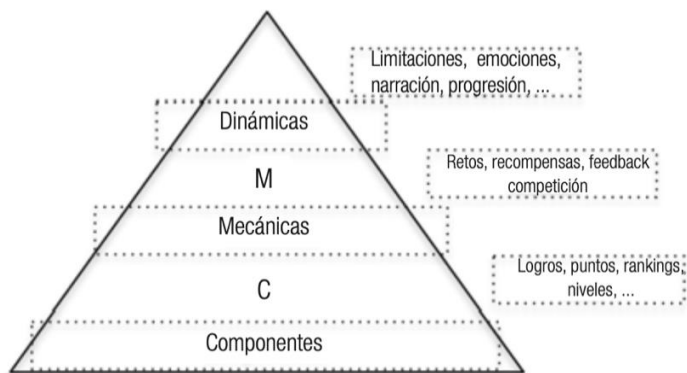 Limitaciones, emociones,
narración, progresión, ...
Dinámicas
M
Retos, recompensas, feedback
competición
Mecánicas
Logros, puntos, rankings,
niveles, ...
C
Componentes